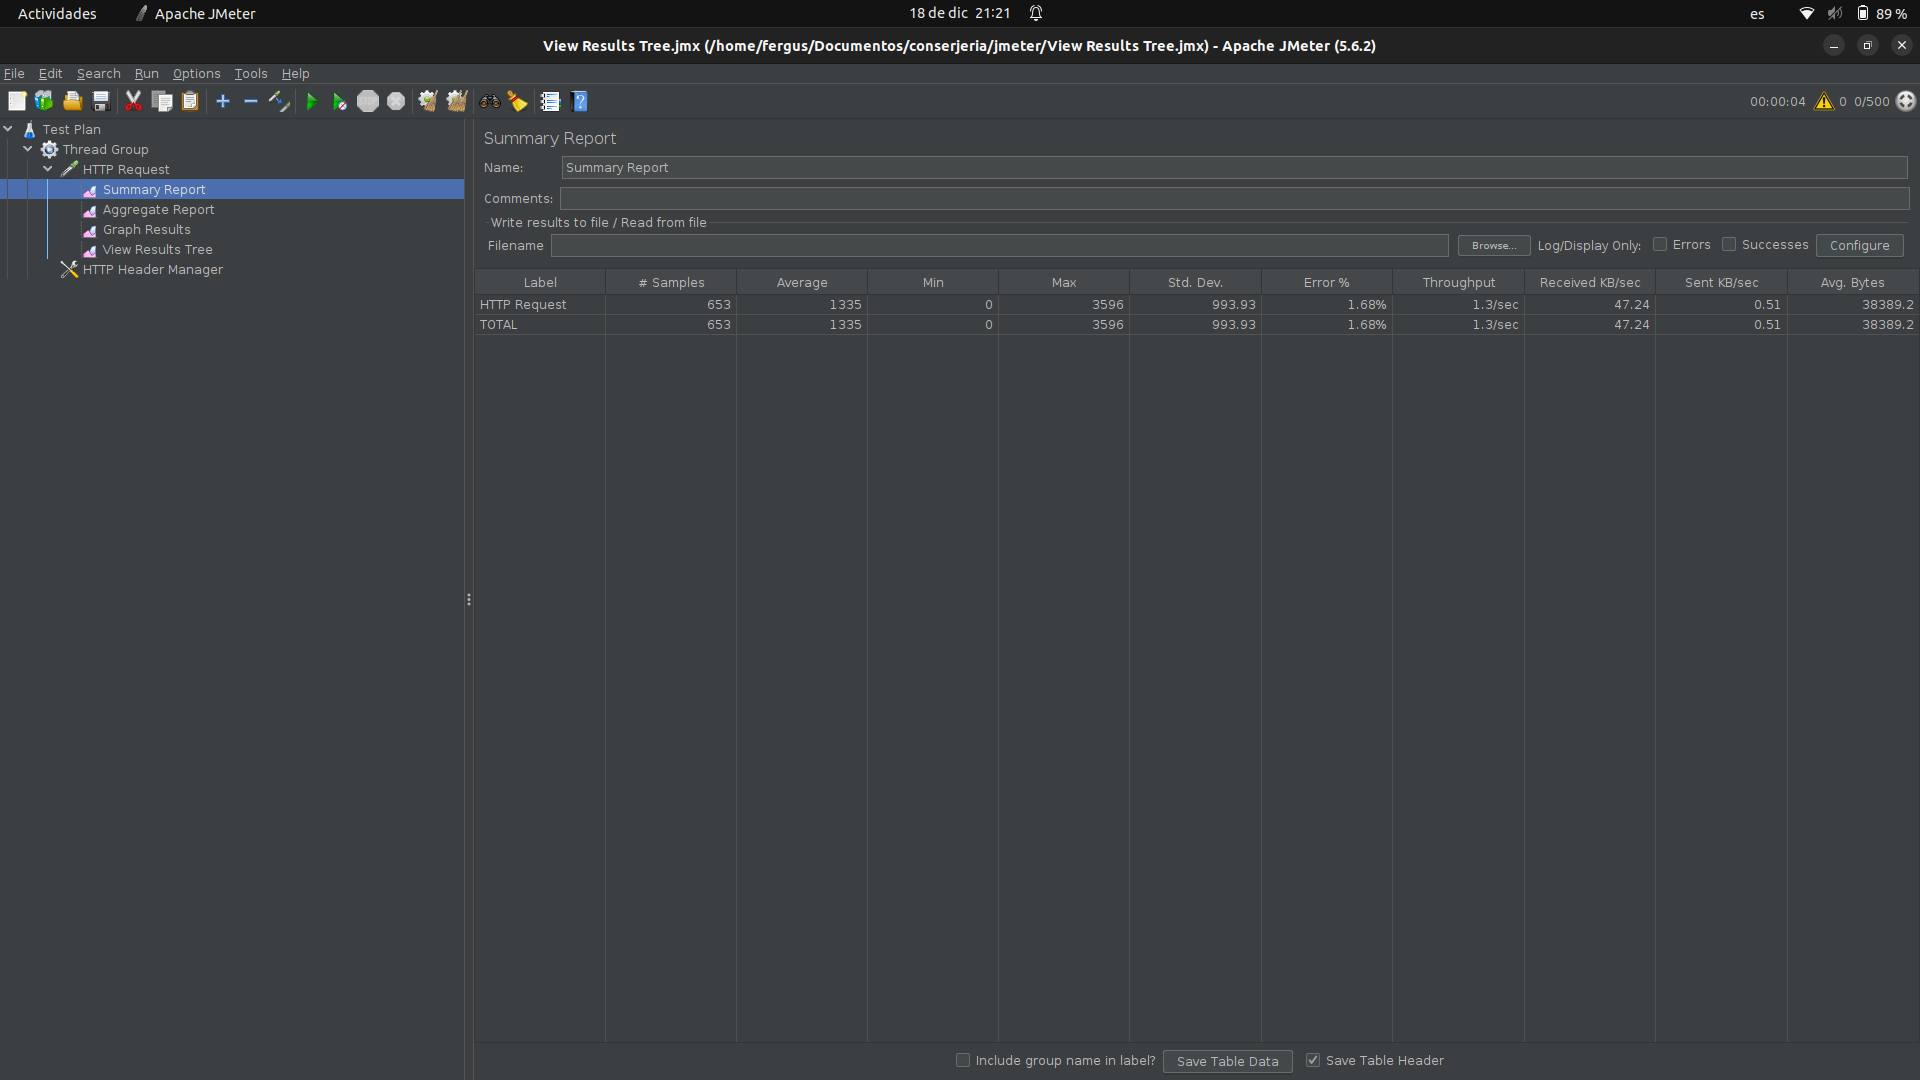 Actividades Apache JMeter 18 de dic 21:21 es 89 %
View Results Tree.jmx (/home/fergus/Documentos/conserjeria/jmeter/View Results Tree.jmx) - Apache JMeter (5.6.2)
File Edit Search Run Options Tools Help
00:00:04 0 0/500
Test Plan
Thread Group
HTTP Request
Summary Report
Aggregate Report
Graph Results
View Results Tree
HTTP Header Manager
Summary Report
Name: Summary Report
Comments:
Write results to file / Read from file
Filename Browse... Log/Display Only: Errors Successes Configure
Label # Samples Average Min Max Std. Dev. Error % Throughput Received KB/sec Sent KB/sec Avg. Bytes
HTTP Request 653 1335 0 3596 993.93 1.68% 1.3/sec 47.24 0.51 38389.2
TOTAL 653 1335 0 3596 993.93 1.68% 1.3/sec 47.24 0.51 38389.2
Include group name in label? Save Table Data Save Table Header